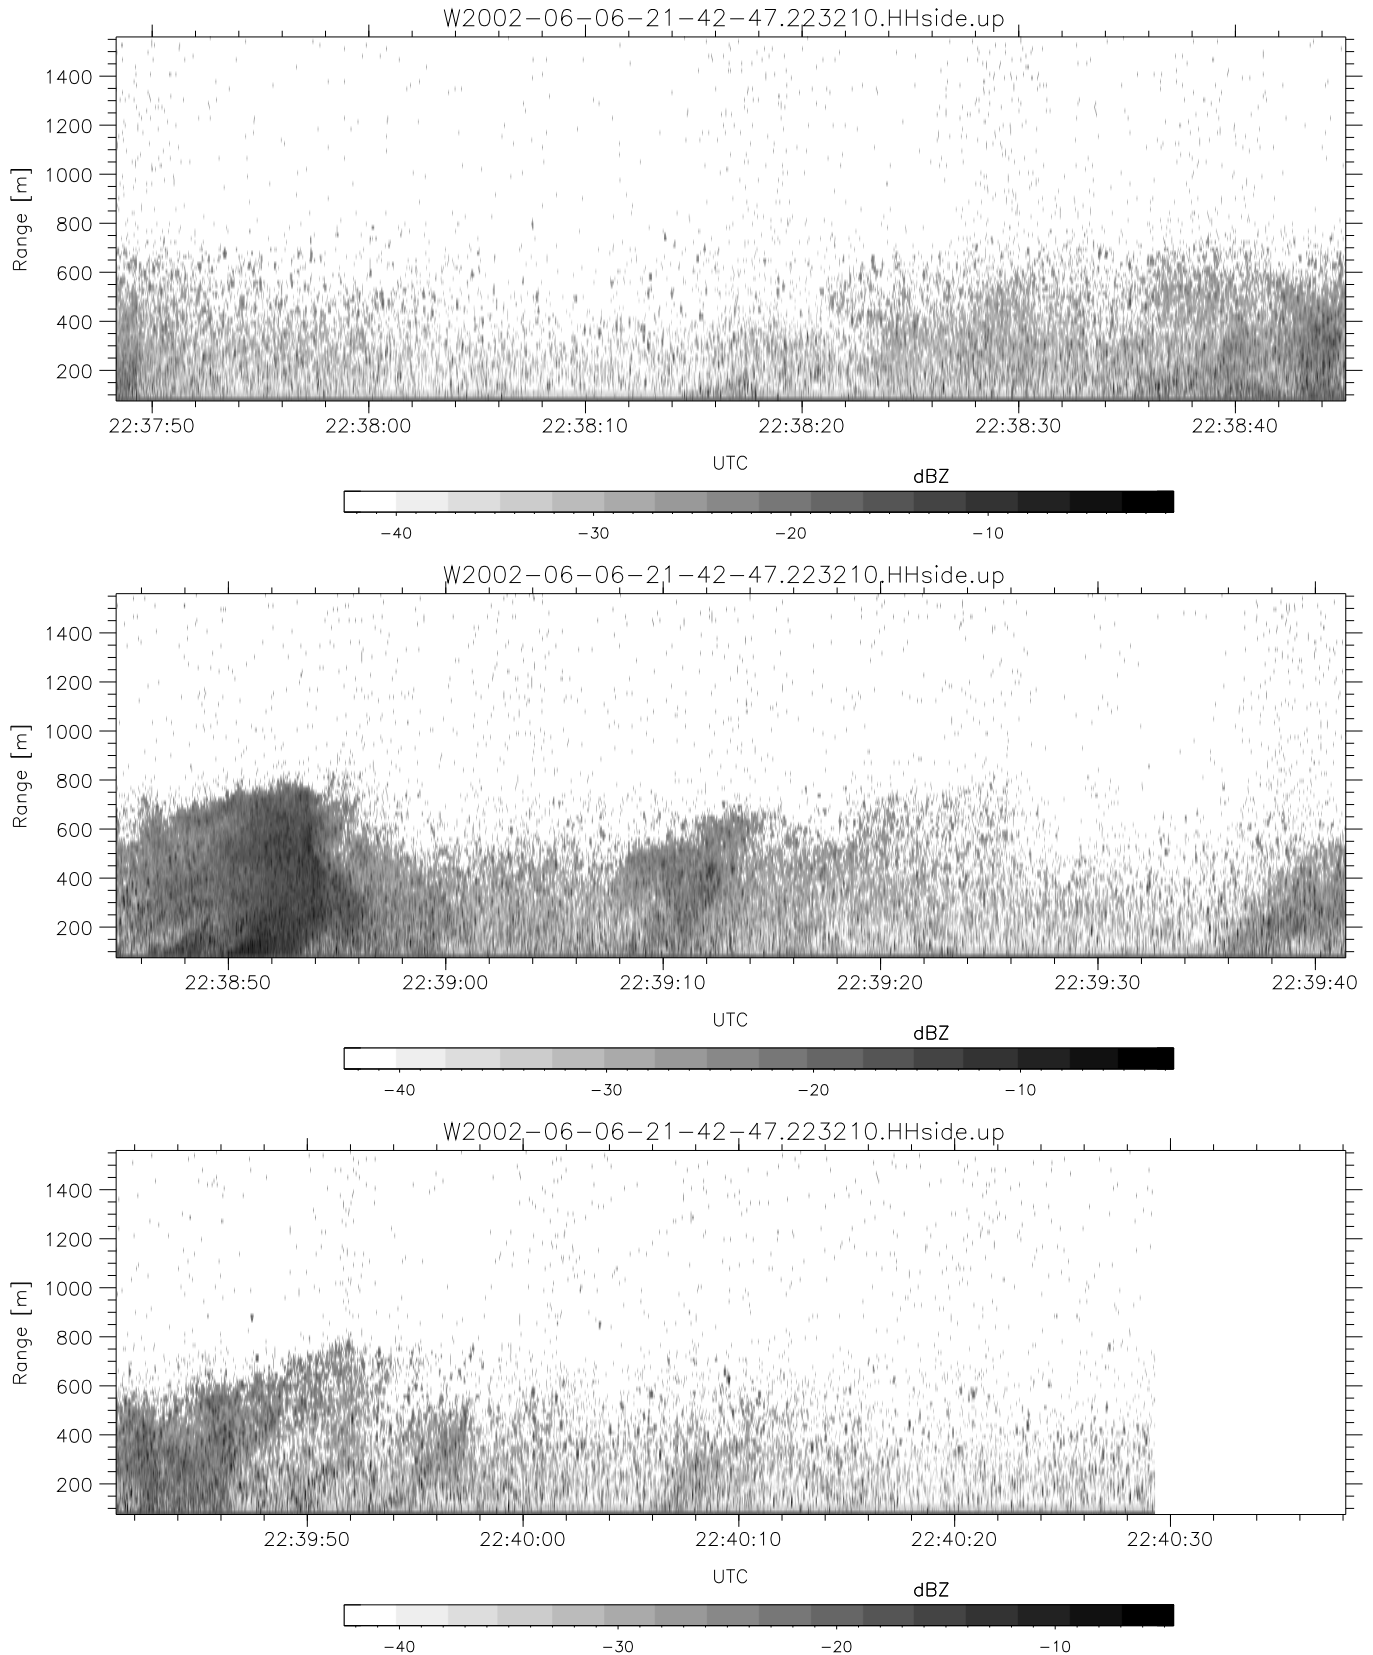 W2002-06-06-21-42-47.223210.HHside.up
1400
1200
1000
800
600
400
200
Range [m]
22:37:50 22:38:00 22:38:10 22:38:20 22:38:30 22:38:40
UTC
dBZ
-40 -30 -20 -10
W2002-06-06-21-42-47.223210.HHside.up
1400
1200
1000
800
600
400
200
Range [m]
22:38:50 22:39:00 22:39:10 22:39:20 22:39:30 22:39:40
UTC
dBZ
-40 -30 -20 -10
W2002-06-06-21-42-47.223210.HHside.up
1400
1200
1000
800
600
400
200
Range [m]
22:39:50 22:40:00 22:40:10 22:40:20 22:40:30
UTC
dBZ
-40 -30 -20 -10